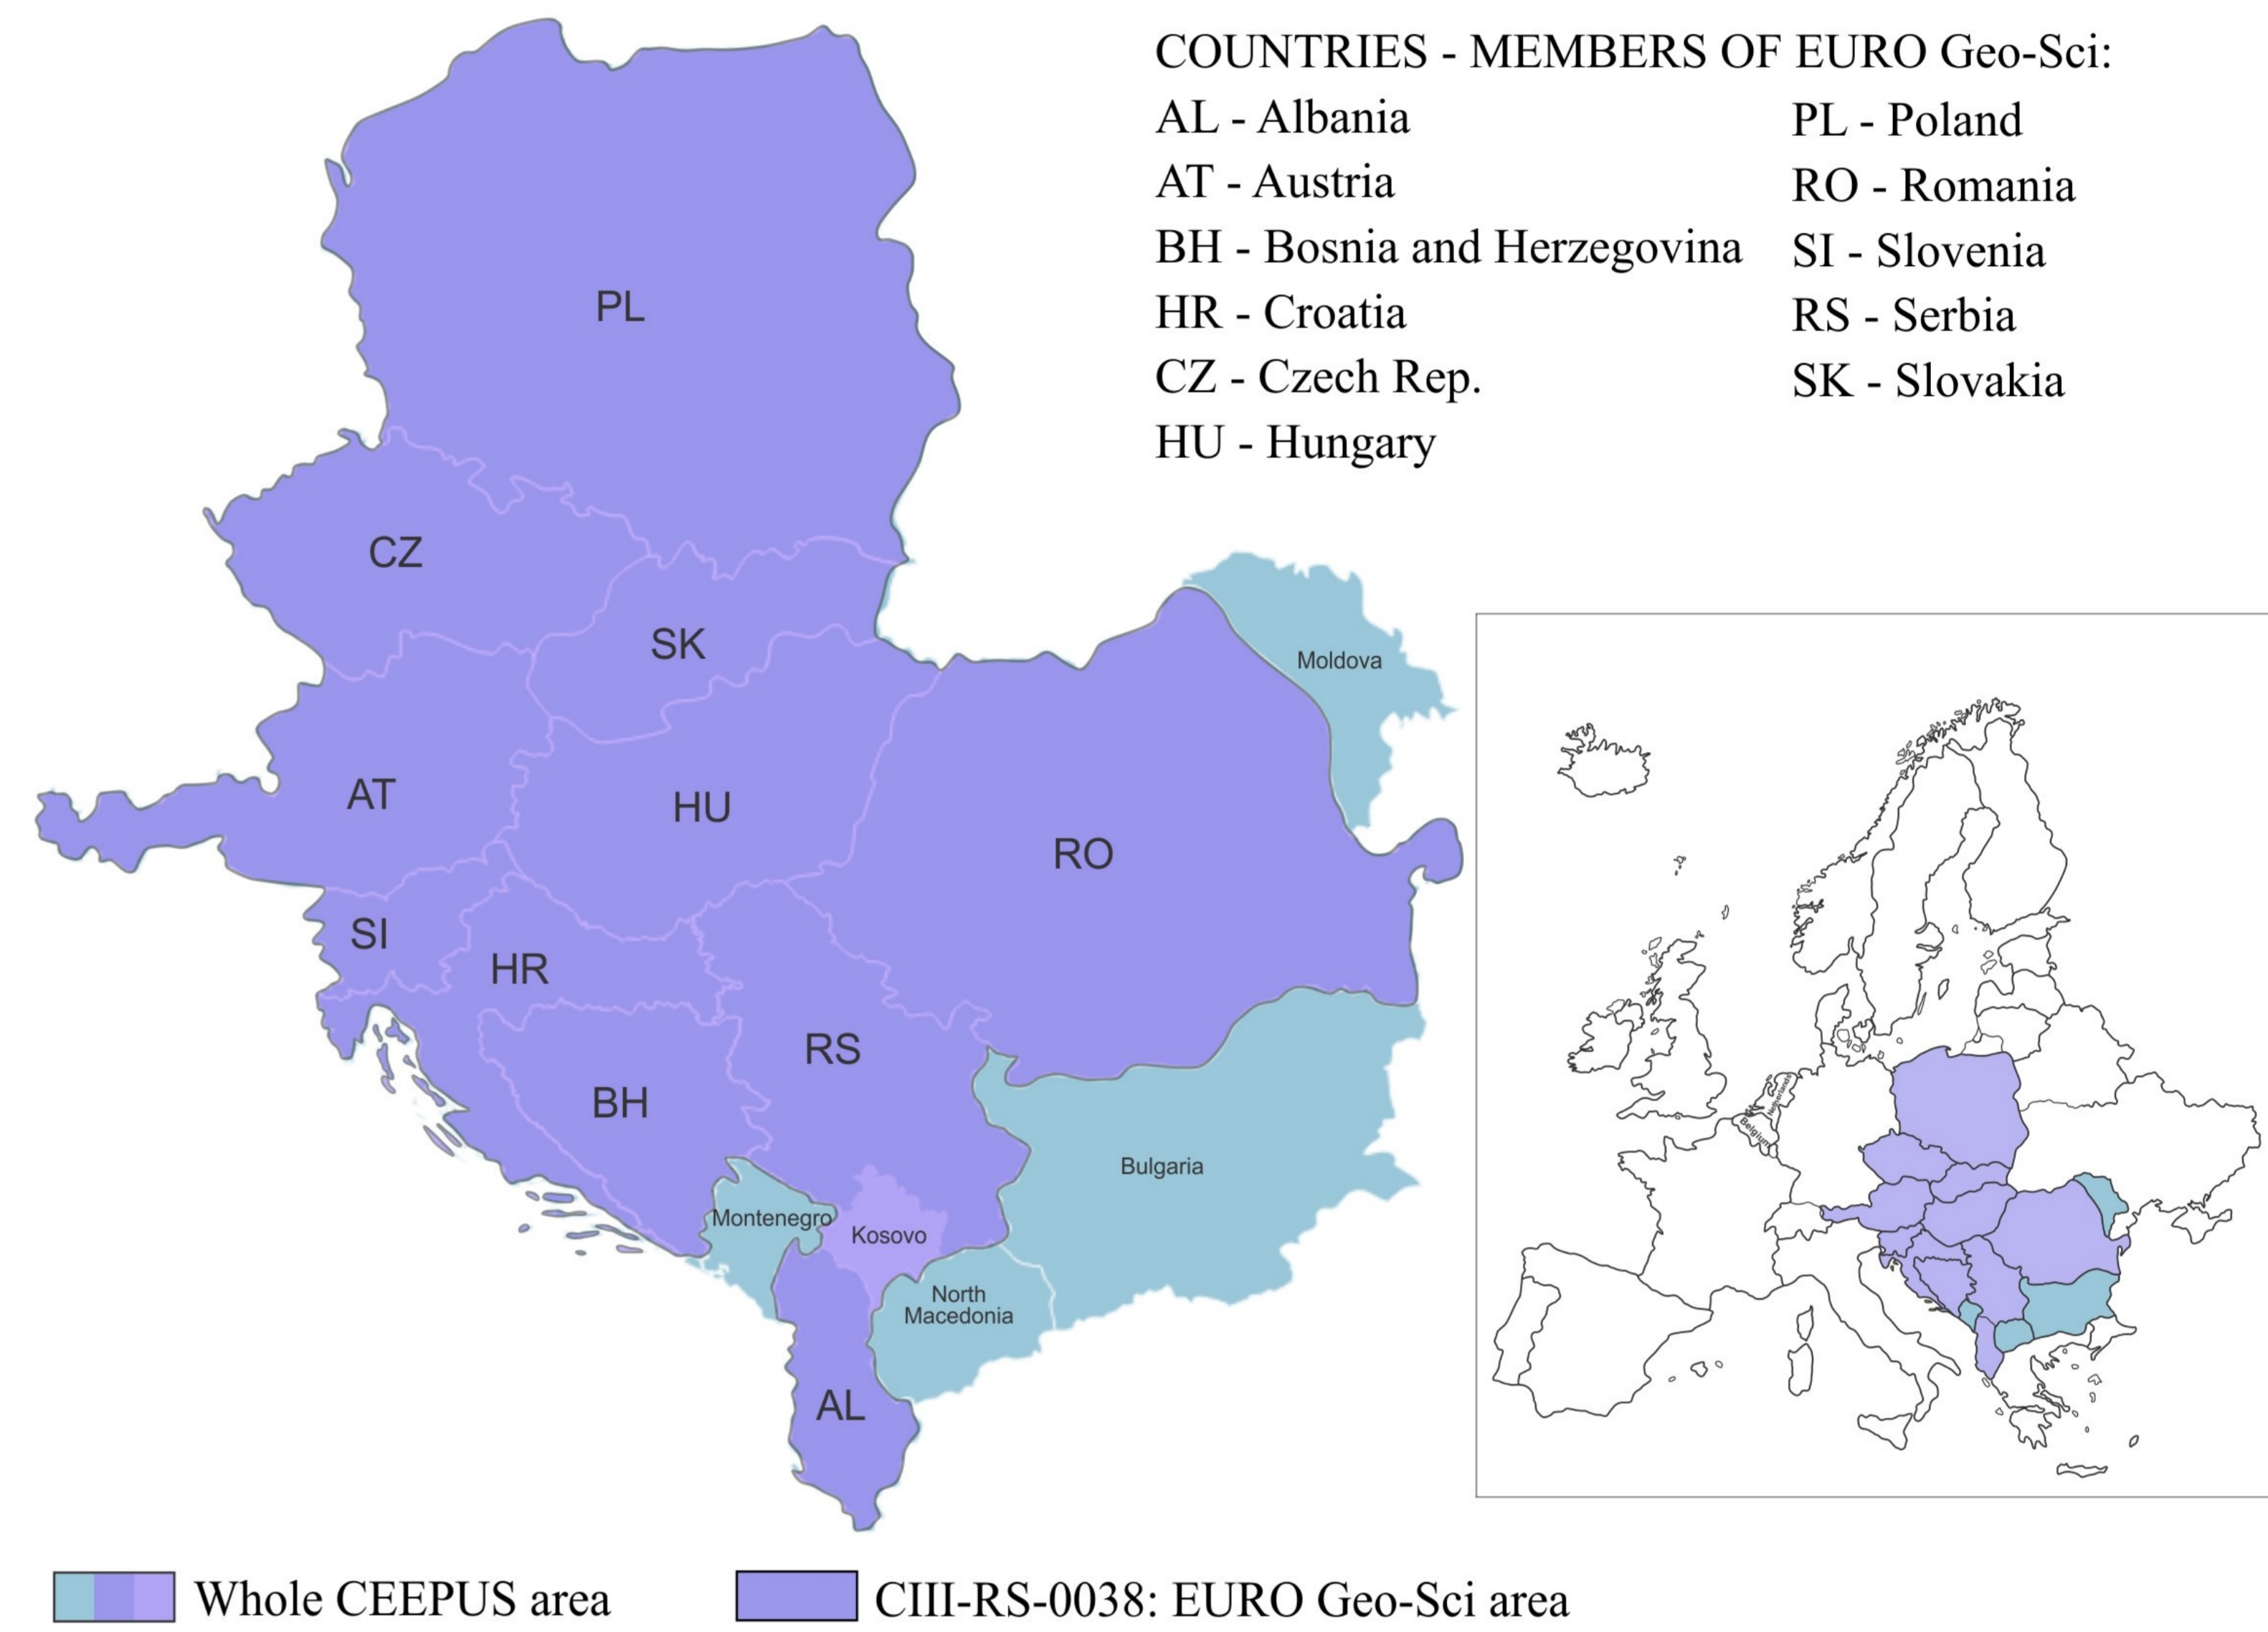 COUNTRIES - MEMBERS OF EURO Geo-Sci:
AL - Albania
AT - Austria
BH - Bosnia and Herzegovina
HR - Croatia
CZ - Czech Rep.
HU - Hungary
PL - Poland
RO - Romania
SI - Slovenia
RS - Serbia
SK - Slovakia
PL
CZ
SK
Moldova
AT
HU
RO
SI
HR
RS
BH
Bulgaria
Montenegro
Kosovo
North
Macedonia
AL
Netherlands
Belgium
Whole CEEPUS area
CIII-RS-0038: EURO Geo-Sci area